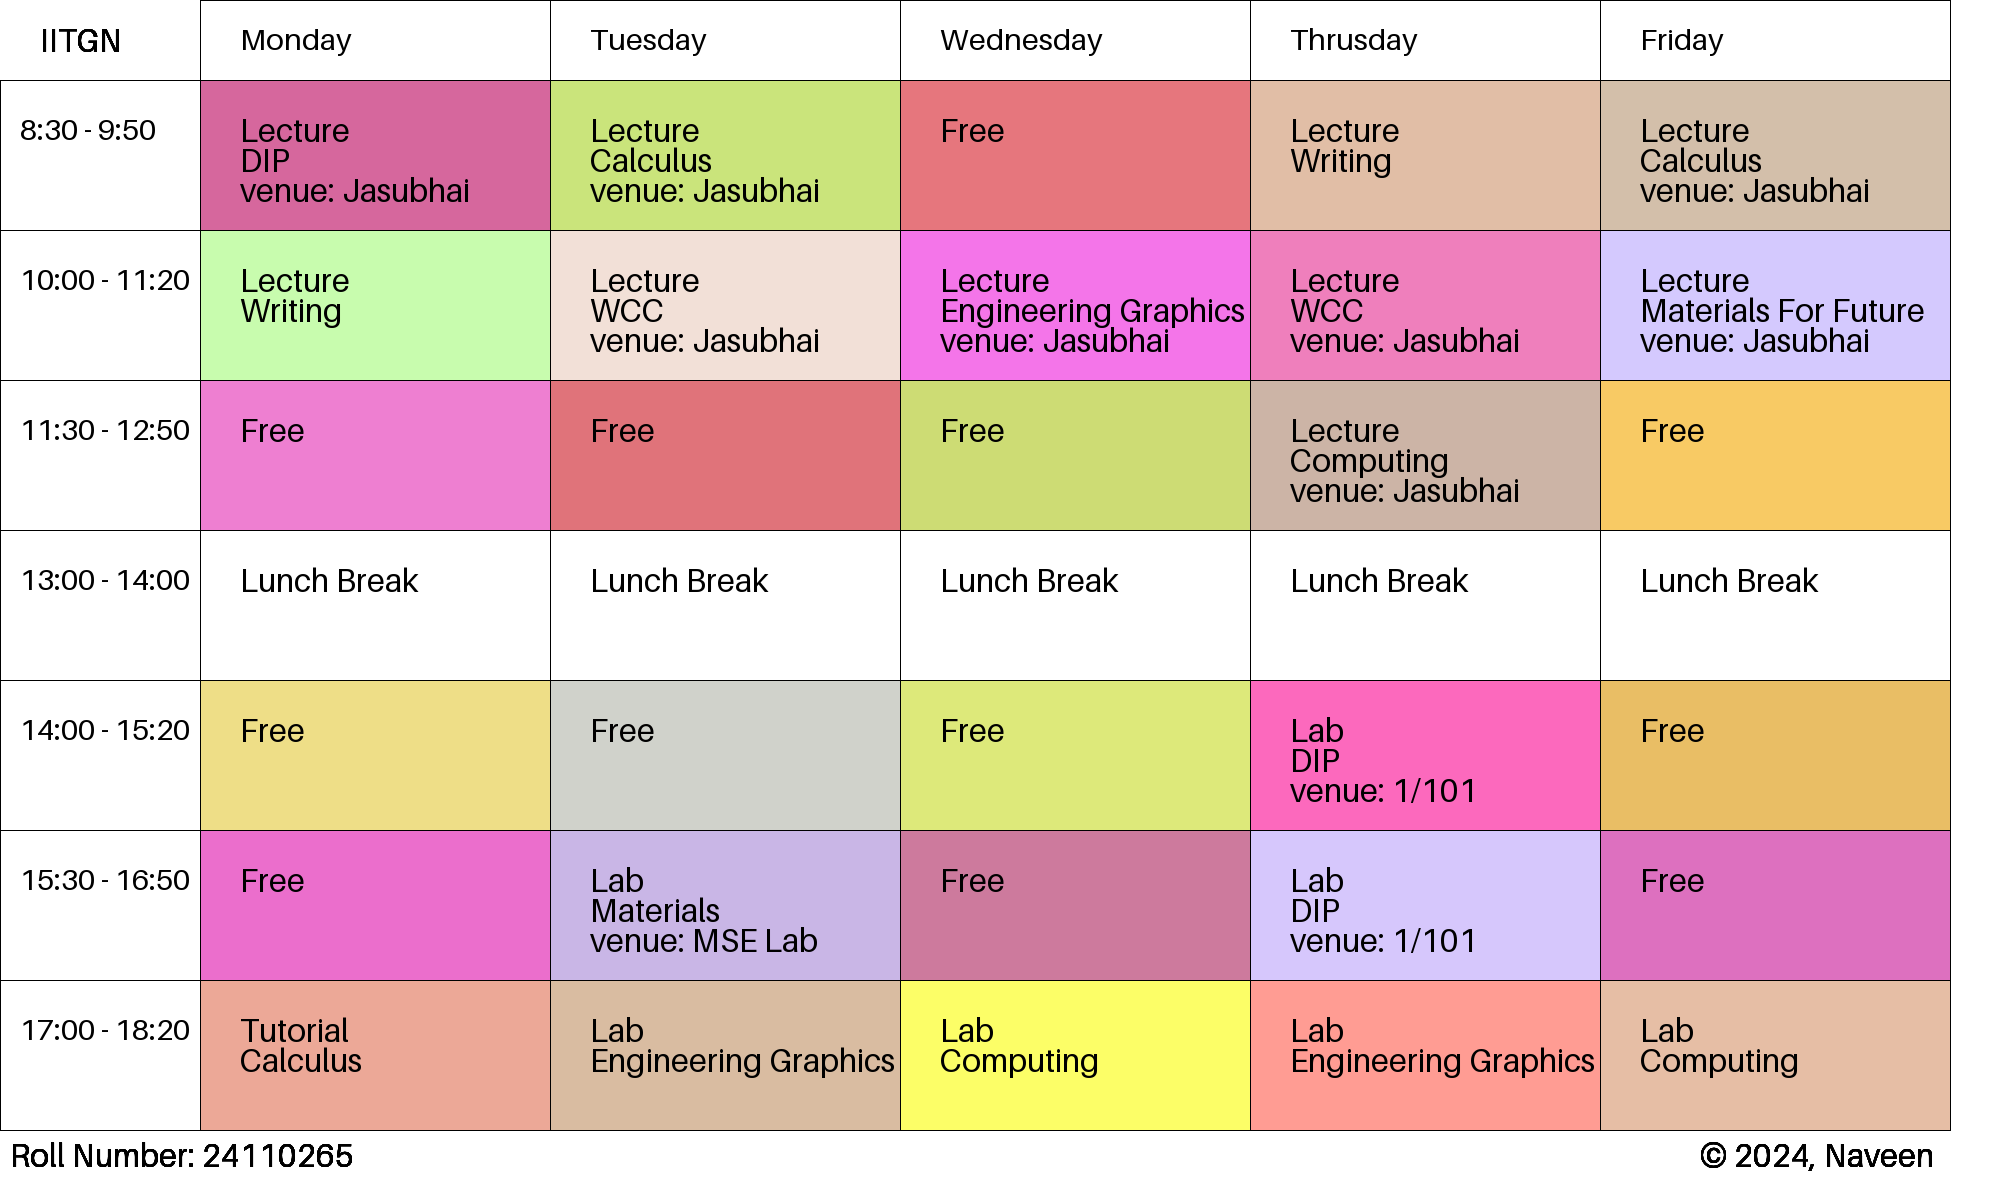 IITGN Monday Tuesday Wednesday Thrusday Friday
8:30 - 9:50
Lecture
DIP
venue: Jasubhai
Lecture
Calculus
venue: Jasubhai
Free
Lecture
Writing
Lecture
Calculus
venue: Jasubhai
10:00 - 11:20
Lecture
Writing
Lecture
WCC
venue: Jasubhai
Lecture
Engineering Graphics
venue: Jasubhai
Lecture
WCC
venue: Jasubhai
Lecture
Materials For Future
venue: Jasubhai
11:30 - 12:50
Free
Free
Free
Lecture
Computing
venue: Jasubhai
Free
13:00 - 14:00
Lunch Break
Lunch Break
Lunch Break
Lunch Break
Lunch Break
14:00 - 15:20
Free
Free
Free
Lab
DIP
venue: 1/101
Free
15:30 - 16:50
Free
Lab
Materials
venue: MSE Lab
Free
Lab
DIP
venue: 1/101
Free
17:00 - 18:20
Tutorial
Calculus
Lab
Engineering Graphics
Lab
Computing
Lab
Engineering Graphics
Lab
Computing
Roll Number: 24110265
© 2024, Naveen